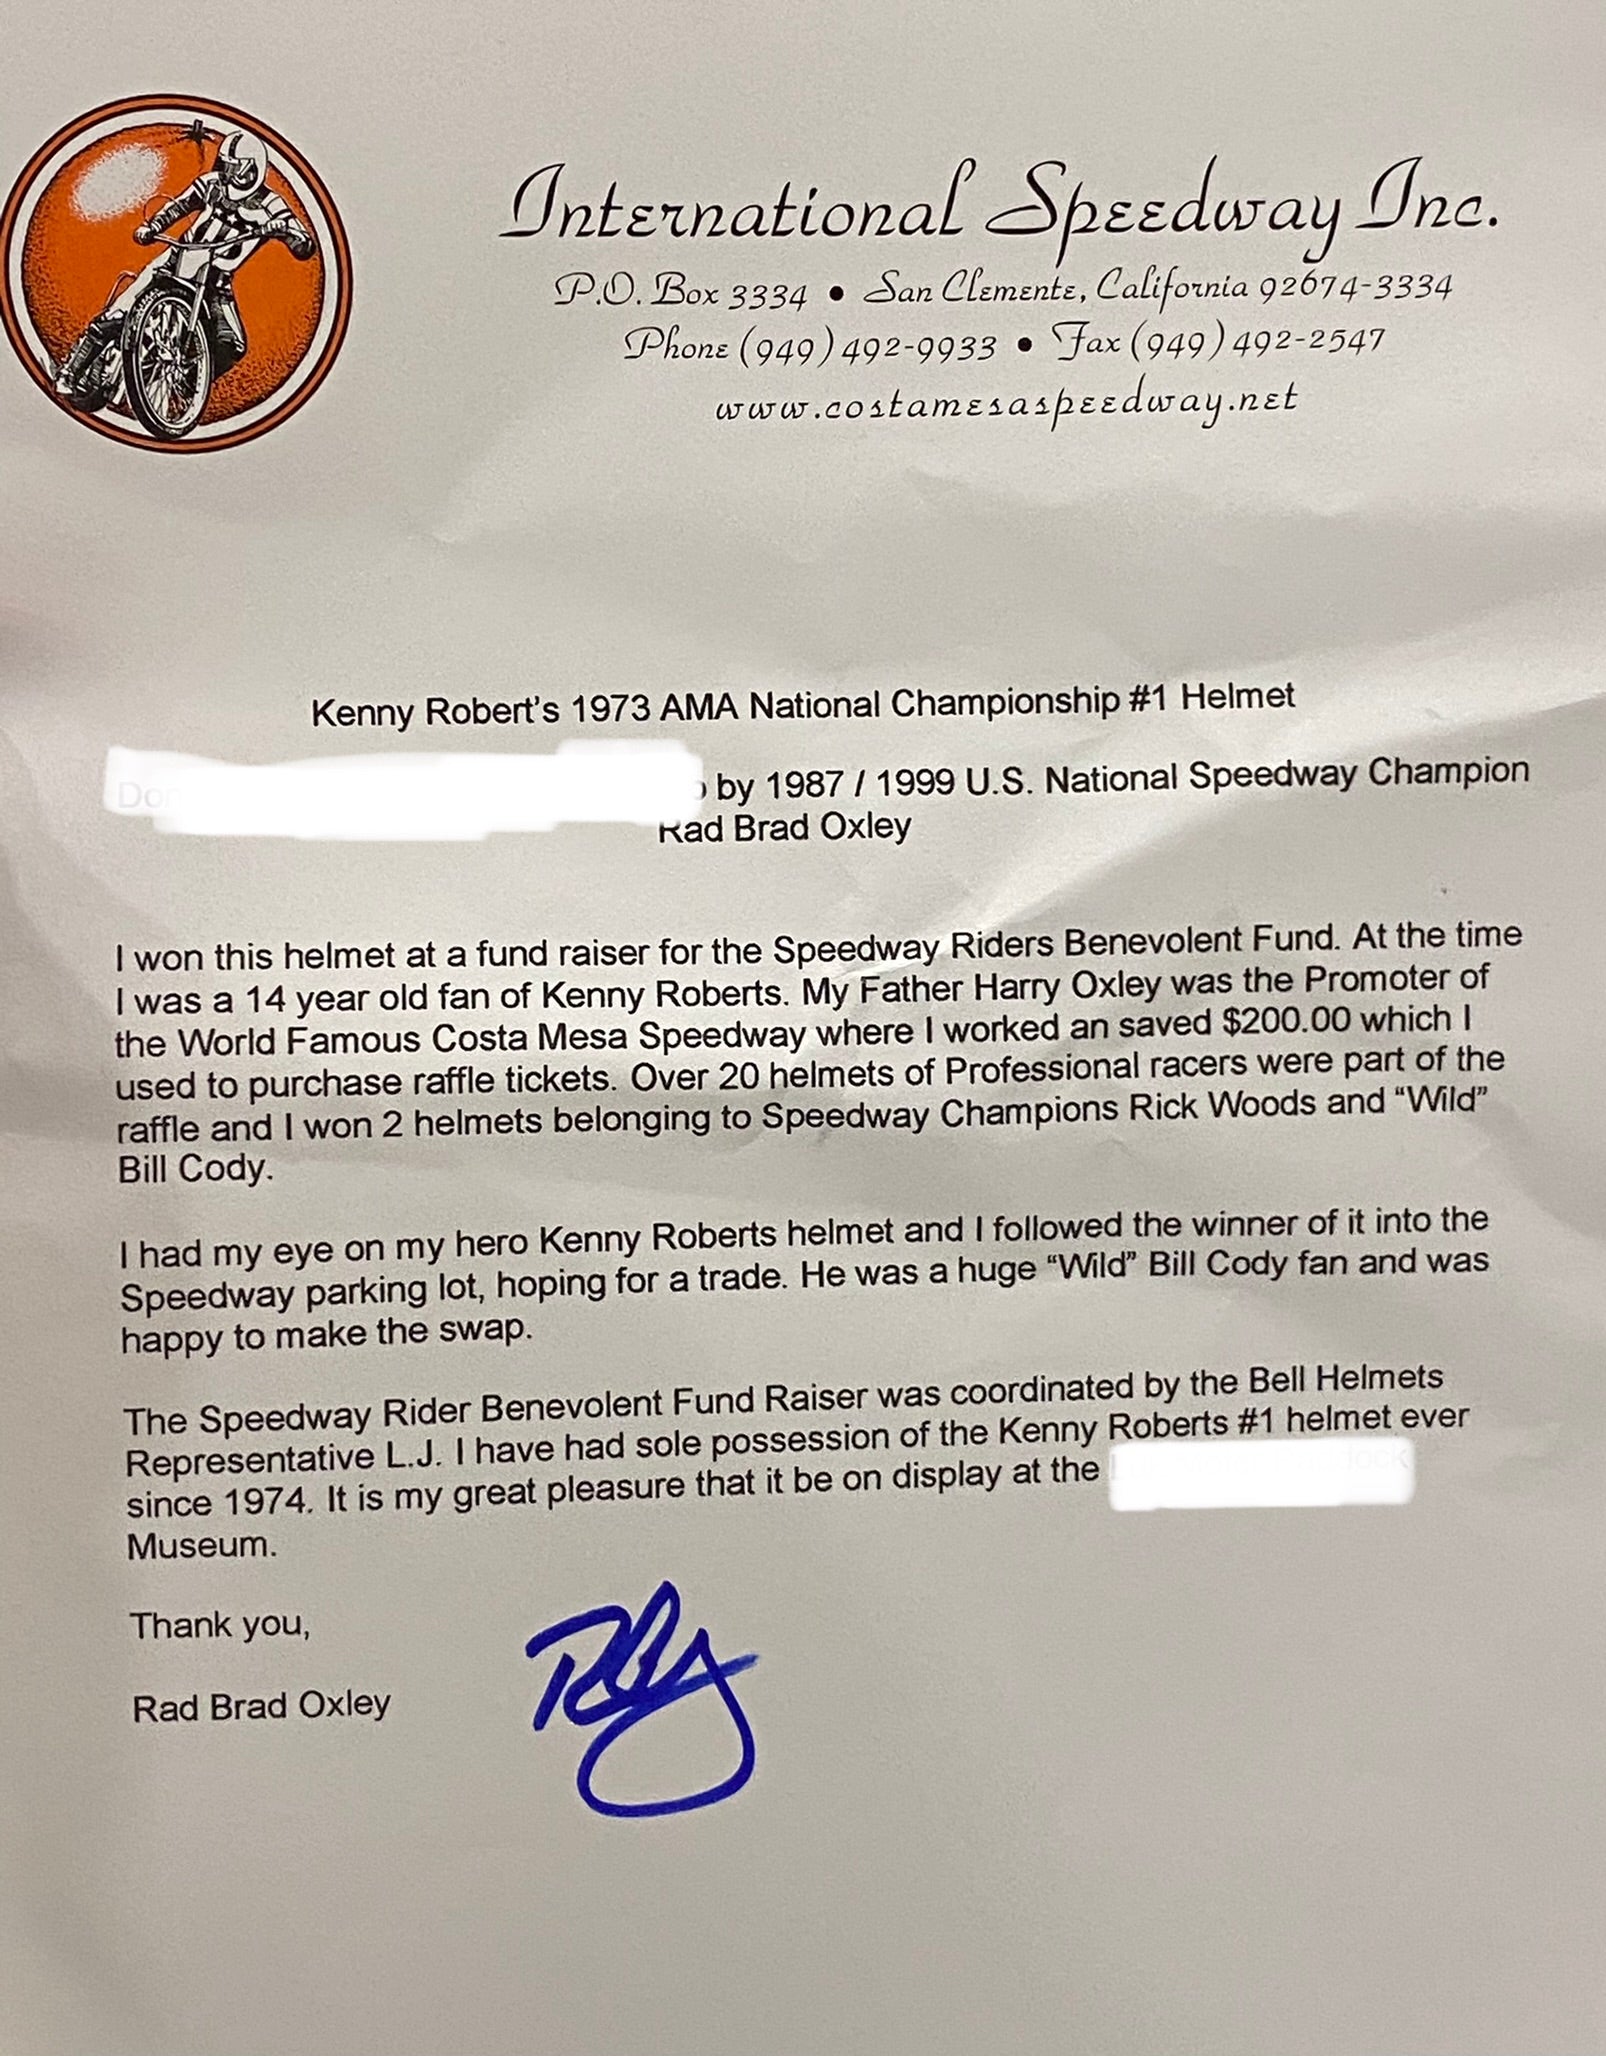 International Speedway Inc.
P.O. Box 3334 • San Clemente, California 92674-3334
Phone (949) 492-9933 • Fax (949) 492-2547
www.costamesaspeedway.net
Kenny Robert's 1973 AMA National Championship #1 Helmet
by 1987 / 1999 U.S. National Speedway Champion
Rad Brad Oxley
I won this helmet at a fund raiser for the Speedway Riders Benevolent Fund. At the time
I was a 14 year old fan of Kenny Roberts. My Father Harry Oxley was the Promoter of
the World Famous Costa Mesa Speedway where I worked an saved $200.00 which I
used to purchase raffle tickets. Over 20 helmets of Professional racers were part of the
raffle and I won 2 helmets belonging to Speedway Champions Rick Woods and “Wild”
Bill Cody.
I had my eye on my hero Kenny Roberts helmet and I followed the winner of it into the
Speedway parking lot, hoping for a trade. He was a huge “Wild” Bill Cody fan and was
happy to make the swap.
The Speedway Rider Benevolent Fund Raiser was coordinated by the Bell Helmets
Representative L.J. I have had sole possession of the Kenny Roberts #1 helmet ever
since 1974. It is my great pleasure that it be on display at the
Museum.
Thank you,
Rad Brad Oxley